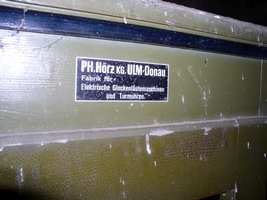 PH.Hörz KG. ULM-Donau
Fabrik für
Elektrische Glockenläutemaschinen
und Turmuhren.